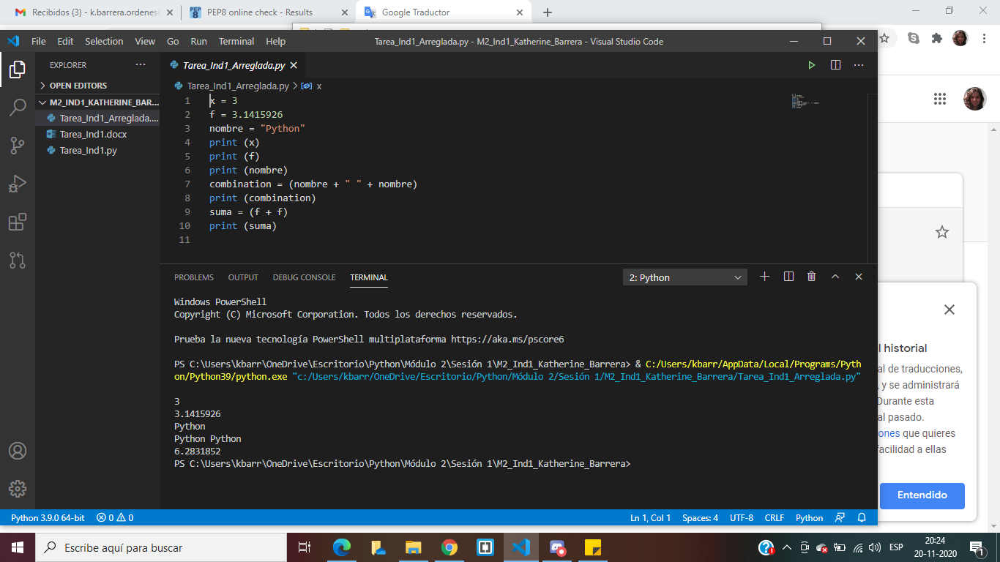 Recibidos (3) - k.barrera.ordenes
PEP8 online check - Results
Google Traductor
File Edit Selection View Go Run Terminal Help
Tarea_Ind1_Arreglada.py - M2_Ind1_Katherine_Barrera - Visual Studio Code
EXPLORER
Tarea_Ind1_Arreglada.py
OPEN EDITORS
Tarea_Ind1_Arreglada.py > x
M2_IND1_KATHERINE_BAR...
Tarea_Ind1_Arreglada....
Tarea_Ind1.docx
Tarea_Ind1.py
1 x = 3
2 f = 3.1415926
3 nombre = "Python"
4 print (x)
5 print (f)
6 print (nombre)
7 combination = (nombre + " " + nombre)
8 print (combination)
9 suma = (f + f)
10 print (suma)
11
PROBLEMS OUTPUT DEBUG CONSOLE TERMINAL
2: Python
Windows PowerShell
Copyright (C) Microsoft Corporation. Todos los derechos reservados.
Prueba la nueva tecnología PowerShell multiplataforma https://aka.ms/pscore6
PS C:\Users\kbarr\OneDrive\Escritorio\Python\Módulo 2\Sesión 1\M2_Ind1_Katherine_Barrera> & C:/Users/kbarr/AppData/Local/Programs/Pyth
on/Python39/python.exe "c:/Users/kbarr/OneDrive/Escritorio/Python/Módulo 2/Sesión 1/M2_Ind1_Katherine_Barrera/Tarea_Ind1_Arreglada.py"
3
3.1415926
Python
Python Python
6.2831852
PS C:\Users\kbarr\OneDrive\Escritorio\Python\Módulo 2\Sesión 1\M2_Ind1_Katherine_Barrera>
l historial
al de traducciones,
, y se administrará
Durante esta
al pasado.
ones que quieres
facilidad a ellas
Entendido
Python 3.9.0 64-bit 0 0
Ln 1, Col 1 Spaces: 4 UTF-8 CRLF Python
Escribe aquí para buscar
ESP
20:24
20-11-2020
1